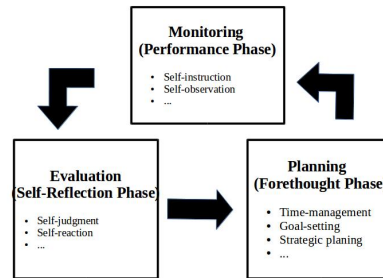 Monitoring
(Performance Phase)
• Self-instruction
• Self-observation
• ...
Evaluation
(Self-Reflection Phase)
• Self-judgment
• Self-reaction
• ...
Planning
(Forethought Phase)
• Time-management
• Goal-setting
• Strategic planing
• ...